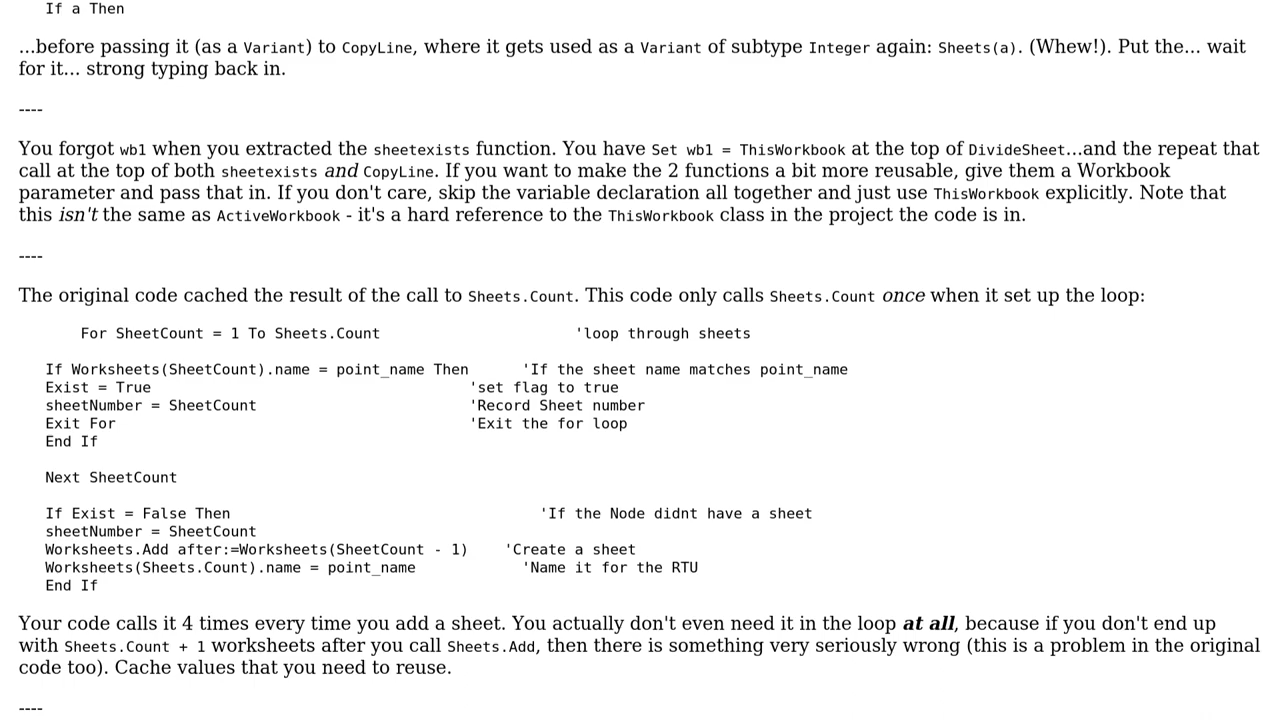 If a Then
...before passing it (as a Variant) to CopyLine, where it gets used as a Variant of subtype Integer again: Sheets(a). (Whew!). Put the... wait
for it... strong typing back in.
----
You forgot wb1 when you extracted the sheetexists function. You have Set wb1 = ThisWorkbook at the top of DivideSheet...and the repeat that
call at the top of both sheetexists and CopyLine. If you want to make the 2 functions a bit more reusable, give them a Workbook
parameter and pass that in. If you don't care, skip the variable declaration all together and just use ThisWorkbook explicitly. Note that
this isn't the same as ActiveWorkbook - it's a hard reference to the ThisWorkbook class in the project the code is in.
----
The original code cached the result of the call to Sheets.Count. This code only calls Sheets.Count once when it set up the loop:
For SheetCount = 1 To Sheets.Count 'loop through sheets
If Worksheets(SheetCount).name = point_name Then 'If the sheet name matches point_name
Exist = True 'set flag to true
sheetNumber = SheetCount 'Record Sheet number
Exit For 'Exit the for loop
End If
Next SheetCount
If Exist = False Then 'If the Node didnt have a sheet
sheetNumber = SheetCount
Worksheets.Add after:=Worksheets(SheetCount - 1) 'Create a sheet
Worksheets(Sheets.Count).name = point_name 'Name it for the RTU
End If
Your code calls it 4 times every time you add a sheet. You actually don't even need it in the loop at all, because if you don't end up
with Sheets.Count + 1 worksheets after you call Sheets.Add, then there is something very seriously wrong (this is a problem in the original
code too). Cache values that you need to reuse.
----